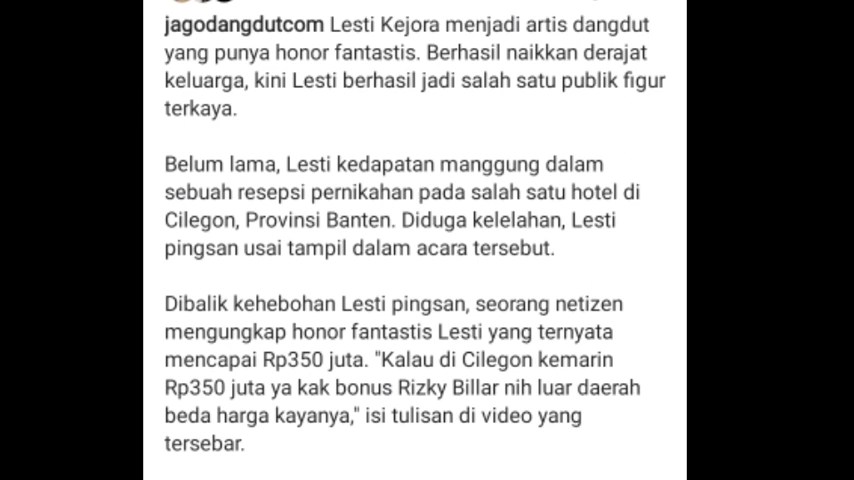 jagodangdutcom Lesti Kejora menjadi artis dangdut
yang punya honor fantastis. Berhasil naikkan derajat
keluarga, kini Lesti berhasil jadi salah satu publik figur
terkaya.
Belum lama, Lesti kedapatan manggung dalam
sebuah resepsi pernikahan pada salah satu hotel di
Cilegon, Provinsi Banten. Diduga kelelahan, Lesti
pingsan usai tampil dalam acara tersebut.
Dibalik kehebohan Lesti pingsan, seorang netizen
mengungkap honor fantastis Lesti yang ternyata
mencapai Rp350 juta. "Kalau di Cilegon kemarin
Rp350 juta ya kak bonus Rizky Billar nih luar daerah
beda harga kayanya," isi tulisan di video yang
tersebar.